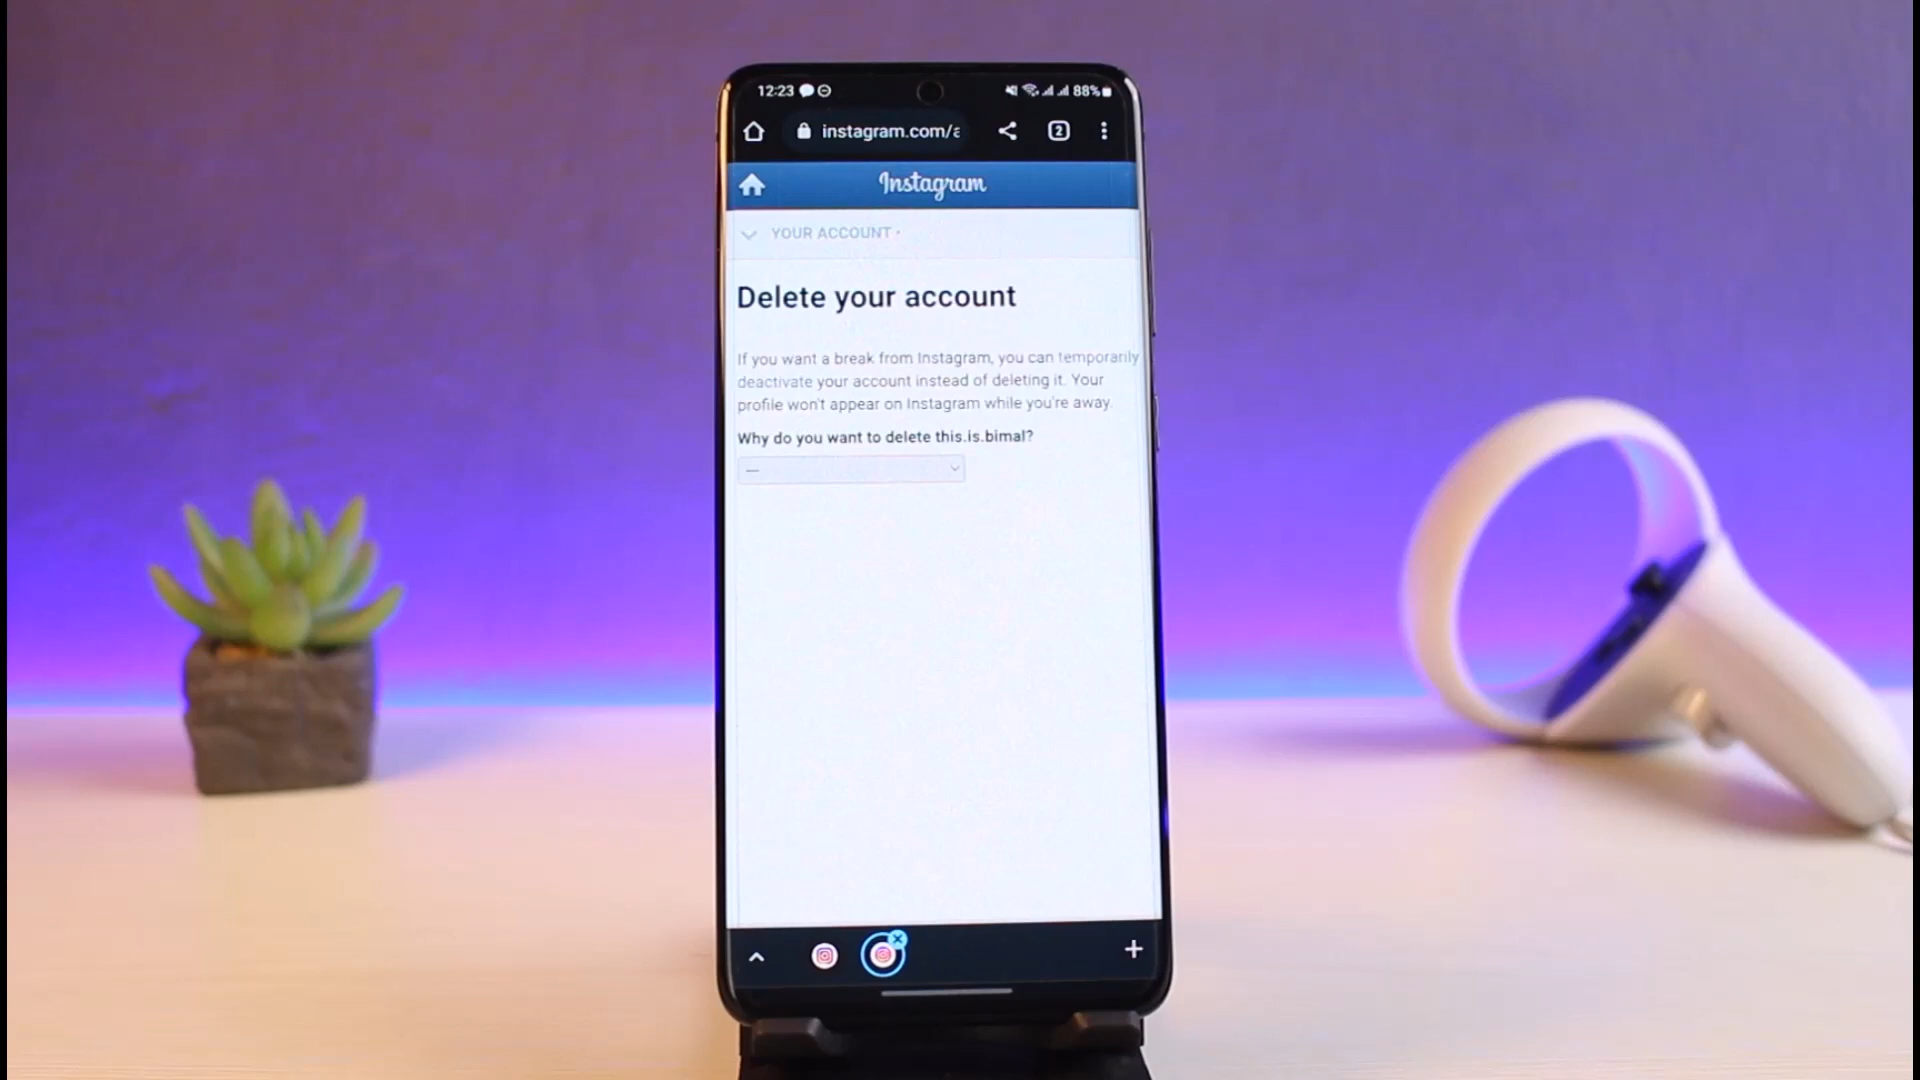 12:23 88%
instagram.com/a 2
Instagram
YOUR ACCOUNT
Delete your account
If you want a break from Instagram, you can temporarily
deactivate your account instead of deleting it. Your
profile won't appear on Instagram while you're away.
Why do you want to delete this.is.bimal?
—